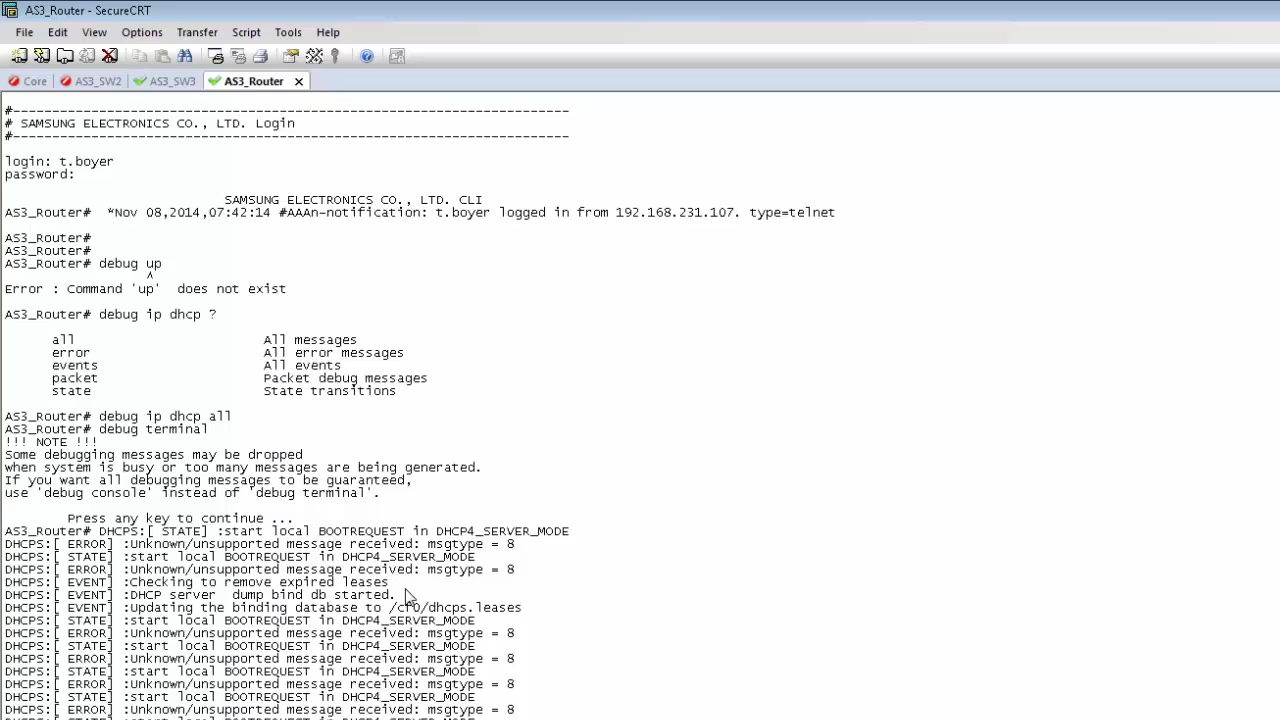 AS3_Router - SecureCRT
File Edit View Options Transfer Script Tools Help
Core AS3_SW2 AS3_SW3 AS3_Router
#-----------------------------------------------------------------------
# SAMSUNG ELECTRONICS CO., LTD. Login
#-----------------------------------------------------------------------
login: t.boyer
password:
SAMSUNG ELECTRONICS CO., LTD. CLI
AS3_Router# *Nov 08,2014,07:42:14 #AAAn-notification: t.boyer logged in from 192.168.231.107. type=telnet
AS3_Router#
AS3_Router#
AS3_Router# debug up
^
Error : Command 'up' does not exist
AS3_Router# debug ip dhcp ?
all All messages
error All error messages
events All events
packet Packet debug messages
state State transitions
AS3_Router# debug ip dhcp all
AS3_Router# debug terminal
!!! NOTE !!!
Some debugging messages may be dropped
when system is busy or too many messages are being generated.
If you want all debugging messages to be guaranteed,
use 'debug console' instead of 'debug terminal'.
Press any key to continue ...
AS3_Router# DHCPS:[ STATE] :start local BOOTREQUEST in DHCP4_SERVER_MODE
DHCPS:[ ERROR] :Unknown/unsupported message received: msgtype = 8
DHCPS:[ STATE] :start local BOOTREQUEST in DHCP4_SERVER_MODE
DHCPS:[ ERROR] :Unknown/unsupported message received: msgtype = 8
DHCPS:[ EVENT] :Checking to remove expired leases
DHCPS:[ EVENT] :DHCP server dump bind db started.
DHCPS:[ EVENT] :Updating the binding database to /cf0/dhcps.leases
DHCPS:[ STATE] :start local BOOTREQUEST in DHCP4_SERVER_MODE
DHCPS:[ ERROR] :Unknown/unsupported message received: msgtype = 8
DHCPS:[ STATE] :start local BOOTREQUEST in DHCP4_SERVER_MODE
DHCPS:[ ERROR] :Unknown/unsupported message received: msgtype = 8
DHCPS:[ STATE] :start local BOOTREQUEST in DHCP4_SERVER_MODE
DHCPS:[ ERROR] :Unknown/unsupported message received: msgtype = 8
DHCPS:[ STATE] :start local BOOTREQUEST in DHCP4_SERVER_MODE
DHCPS:[ ERROR] :Unknown/unsupported message received: msgtype = 8